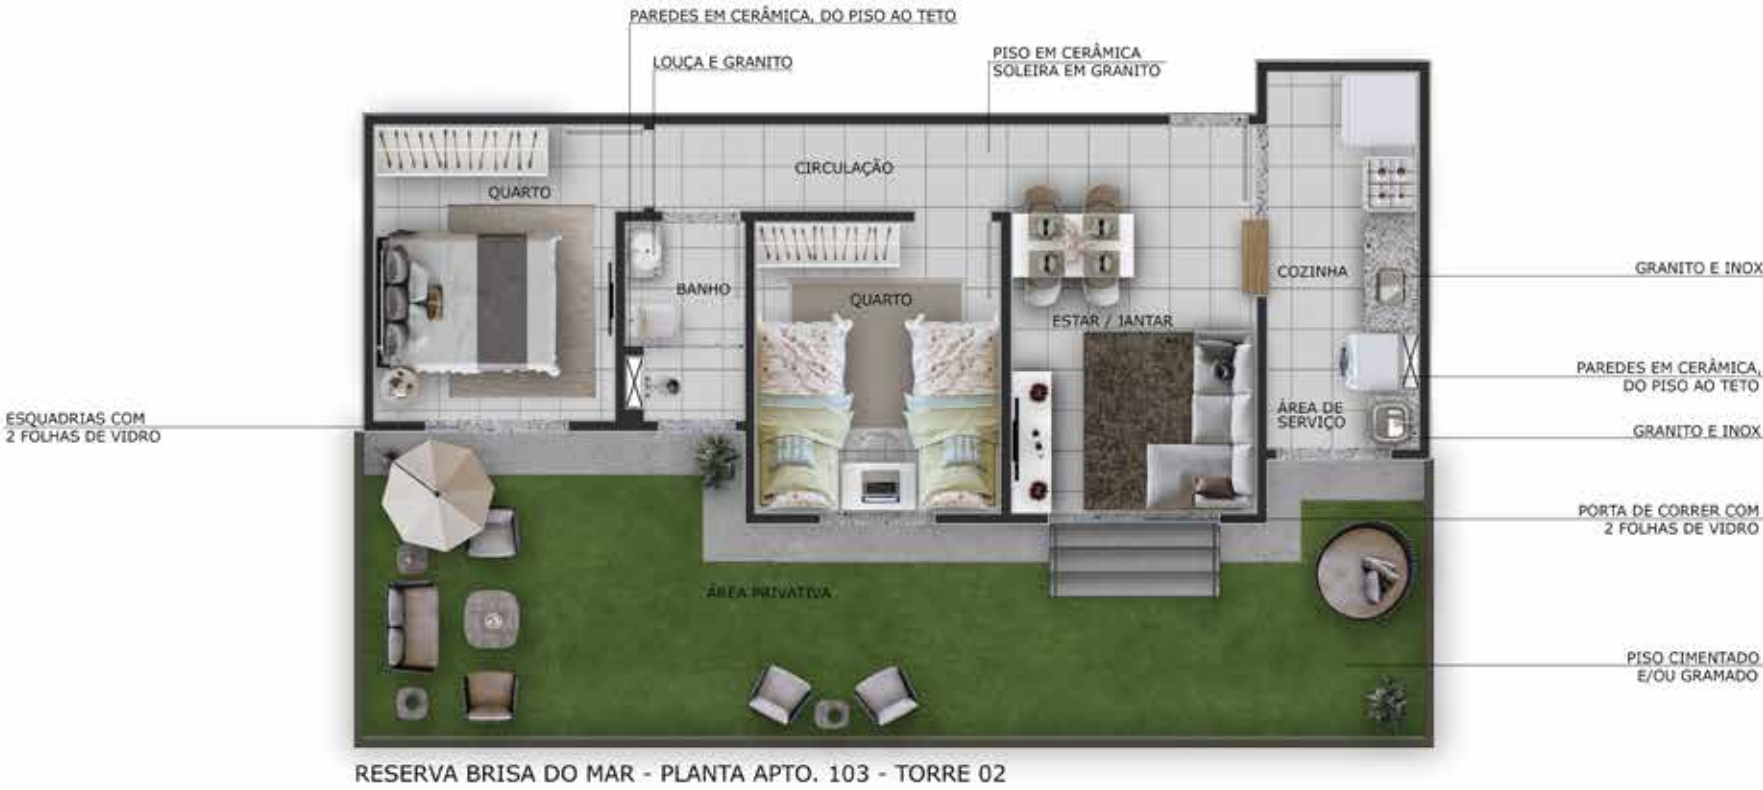 PAREDES EM CERÂMICA, DO PISO AO TETO
LOUÇA E GRANITO
PISO EM CERÂMICA
SOLEIRA EM GRANITO
CIRCULAÇÃO
QUARTO
BANHO
QUARTO
COZINHA
ESTAR / JANTAR
ÁREA DE
SERVIÇO
GRANITO E INOX
PAREDES EM CERÂMICA,
DO PISO AO TETO
GRANITO E INOX
ESQUADRIAS COM
2 FOLHAS DE VIDRO
PORTA DE CORRER COM
2 FOLHAS DE VIDRO
ÁREA PRIVATIVA
PISO CIMENTADO
E/OU GRAMADO
RESERVA BRISA DO MAR - PLANTA APTO. 103 - TORRE 02